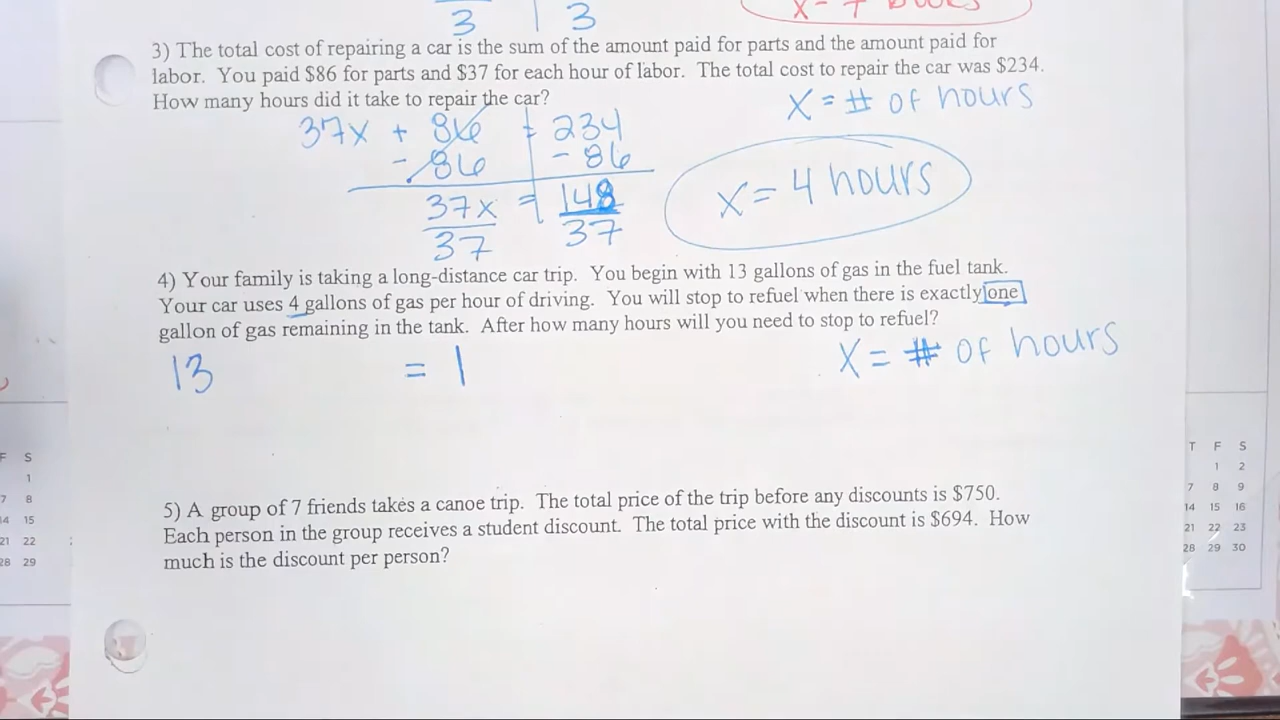 3 | 3
x = 7 books
3) The total cost of repairing a car is the sum of the amount paid for parts and the amount paid for
labor. You paid $86 for parts and $37 for each hour of labor. The total cost to repair the car was $234.
How many hours did it take to repair the car?
X = # of hours
37x + 86 = 234
- 86 - 86
37x = 148
37 37
x = 4 hours
4) Your family is taking a long-distance car trip. You begin with 13 gallons of gas in the fuel tank.
Your car uses 4 gallons of gas per hour of driving. You will stop to refuel when there is exactly one
gallon of gas remaining in the tank. After how many hours will you need to stop to refuel?
X = # of hours
13 = 1
5) A group of 7 friends takes a canoe trip. The total price of the trip before any discounts is $750.
Each person in the group receives a student discount. The total price with the discount is $694. How
much is the discount per person?
F S
1
7 8
14 15
21 22
28 29
T F S
1 2
7 8 9
14 15 16
21 22 23
28 29 30